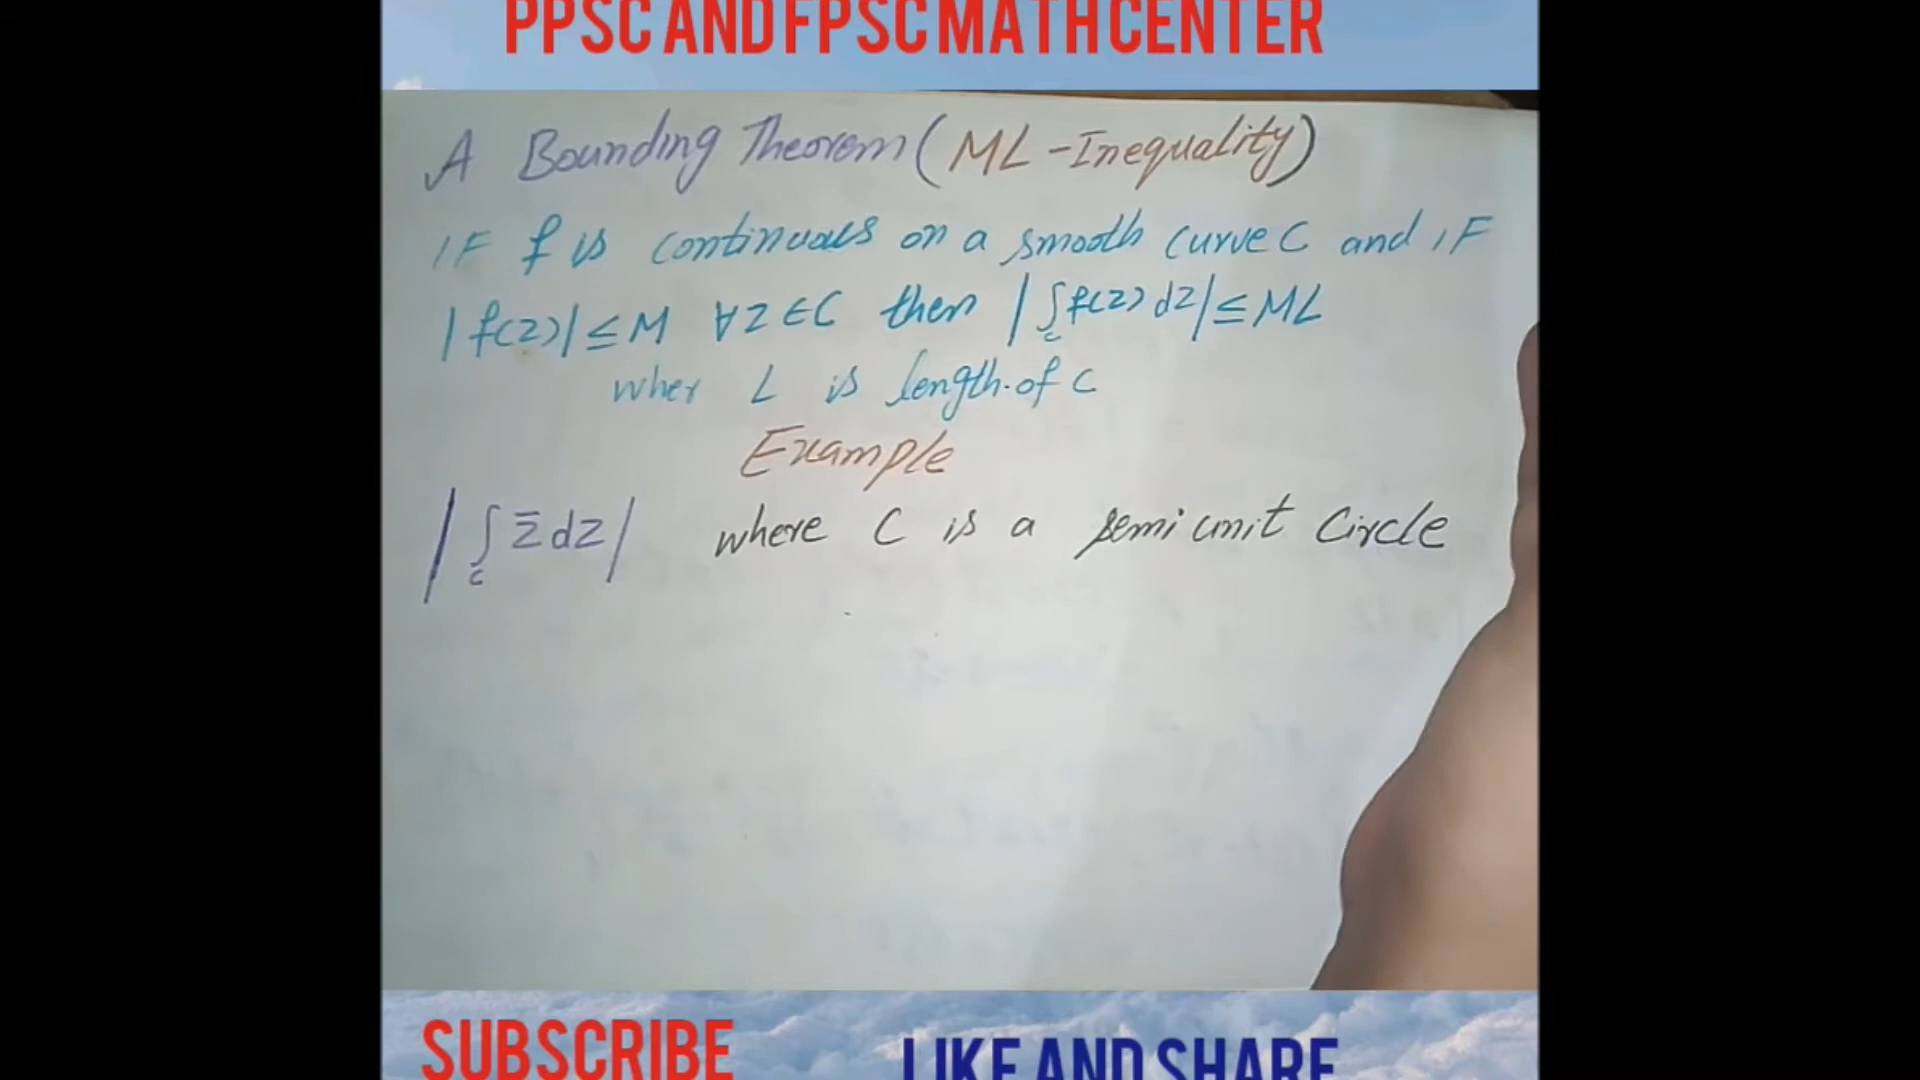 PPSC AND FPSC MATH CENTER
A Bounding Theorem (ML-Inequality)
IF f is continuous on a smooth curve C and IF
|f(z)| ≤ M ∀ z ∈ C then |∫c f(z) dz| ≤ ML
wher L is length of C
Example
|∫c z̄ dz| where C is a semi unit Circle
SUBSCRIBE
LIKE AND SHARE